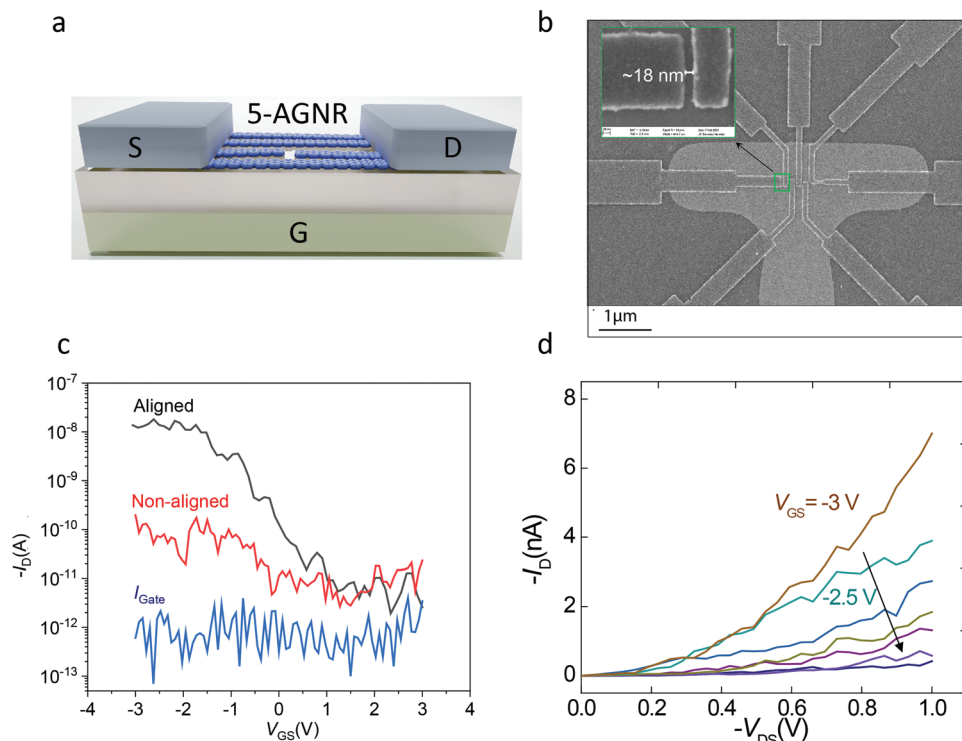 a
5-AGNR
S
D
G
b
~18 nm
1μm
c
10⁻⁷
10⁻⁸
10⁻⁹
10⁻¹⁰
10⁻¹¹
10⁻¹²
10⁻¹³
-I_D(A)
Aligned
Non-aligned
I_Gate
-4 -3 -2 -1 0 1 2 3 4
V_GS(V)
d
8
6
4
2
0
-I_D(nA)
V_GS= -3 V
-2.5 V
0.0 0.2 0.4 0.6 0.8 1.0
-V_DS(V)